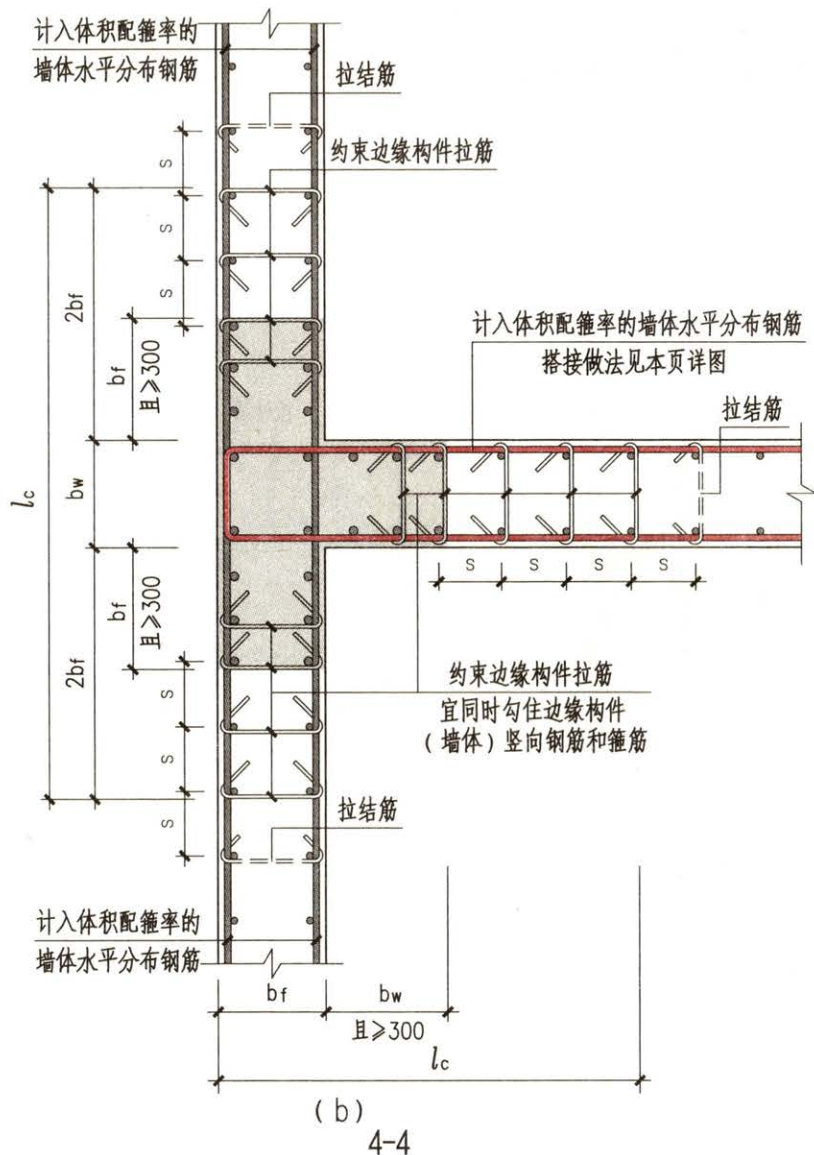 计入体积配箍率的
墙体水平分布钢筋
拉结筋
约束边缘构件拉筋
s
s
s
2bf
bf
且≥300
lc
bw
计入体积配箍率的墙体水平分布钢筋
搭接做法见本页详图
拉结筋
s
s
s
s
bf
且≥300
2bf
约束边缘构件拉筋
宜同时勾住边缘构件
(墙体)竖向钢筋和箍筋
s
s
s
拉结筋
计入体积配箍率的
墙体水平分布钢筋
bf
bw
且≥300
lc
(b)
4-4